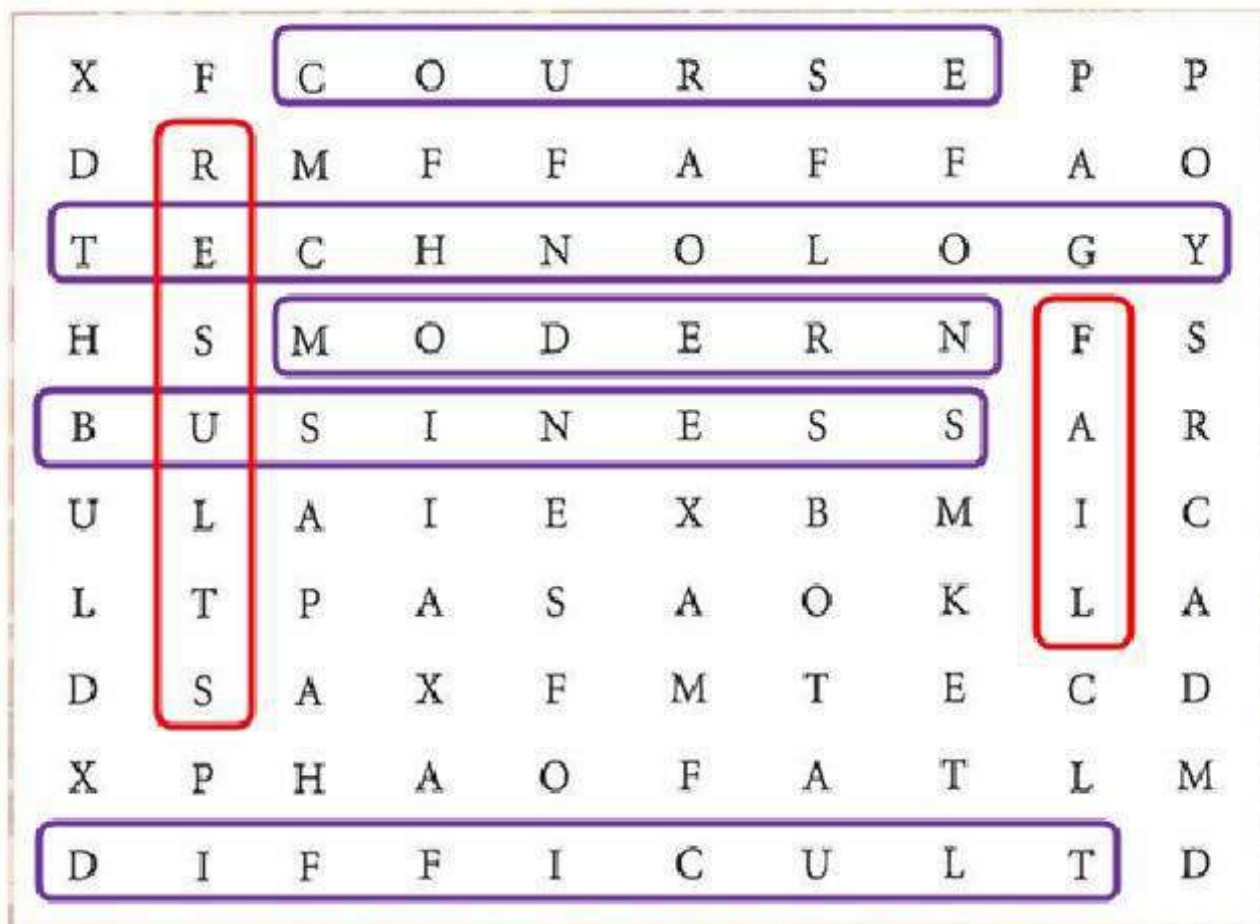 X F C O U R S E P P
D R M F F A F F A O
T E C H N O L O G Y
H S M O D E R N F S
B U S I N E S S A R
U L A I E X B M I C
L T P A S A O K L A
D S A X F M T E C D
X P H A O F A T L M
D I F F I C U L T D